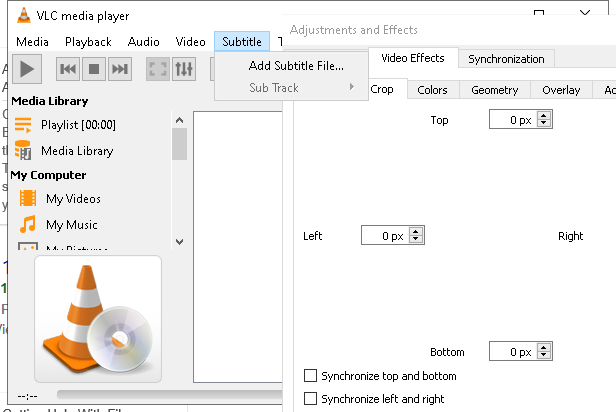 VLC media player
Adjustments and Effects
Media Playback Audio Video Subtitle
Video Effects Synchronization
Add Subtitle File...
Sub Track
Crop Colors Geometry Overlay
Media Library
Playlist [00:00]
Media Library
My Computer
My Videos
My Music
My Pictures
Top 0 px
Left 0 px Right
Bottom 0 px
Synchronize top and bottom
Synchronize left and right
--:--